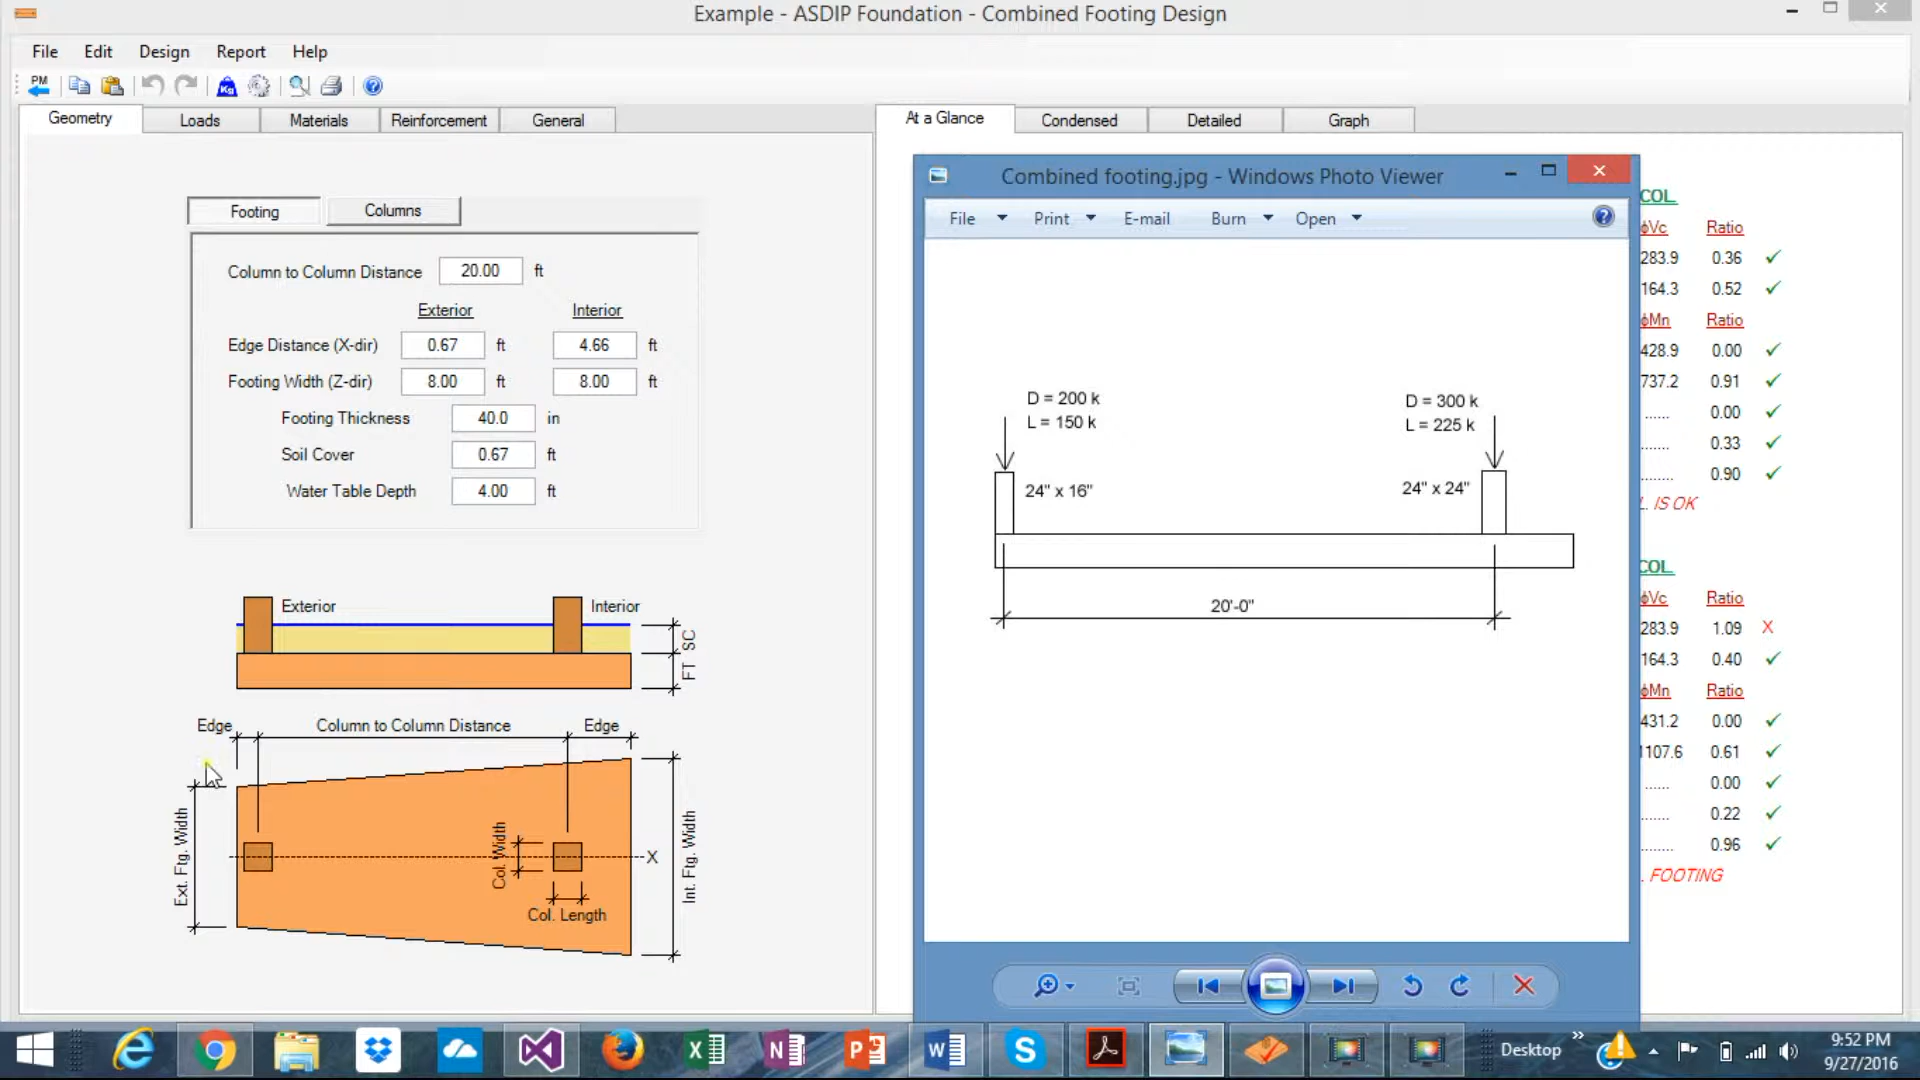 Example - ASDIP Foundation - Combined Footing Design
File Edit Design Report Help
PM
Kg
Geometry Loads Materials Reinforcement General
At a Glance Condensed Detailed Graph
Footing Columns
Column to Column Distance 20.00 ft
Exterior Interior
Edge Distance (X-dir) 0.67 ft 4.66 ft
Footing Width (Z-dir) 8.00 ft 8.00 ft
Footing Thickness 40.0 in
Soil Cover 0.67 ft
Water Table Depth 4.00 ft
Exterior Interior
SC
FT
Edge Column to Column Distance Edge
Ext. Ftg. Width
Col. Width
X
Int. Ftg. Width
Col. Length
Combined footing.jpg - Windows Photo Viewer
File Print E-mail Burn Open
D = 200 k
L = 150 k
D = 300 k
L = 225 k
24" x 16"
24" x 24"
20'-0"
COL.
ϕVc Ratio
283.9 0.36 ✓
164.3 0.52 ✓
ϕMn Ratio
428.9 0.00 ✓
737.2 0.91 ✓
...... 0.00 ✓
........ 0.33 ✓
........ 0.90 ✓
. IS OK
COL.
ϕVc Ratio
283.9 1.09 X
164.3 0.40 ✓
ϕMn Ratio
431.2 0.00 ✓
1107.6 0.61 ✓
...... 0.00 ✓
........ 0.22 ✓
........ 0.96 ✓
. FOOTING
Desktop
9:52 PM
9/27/2016